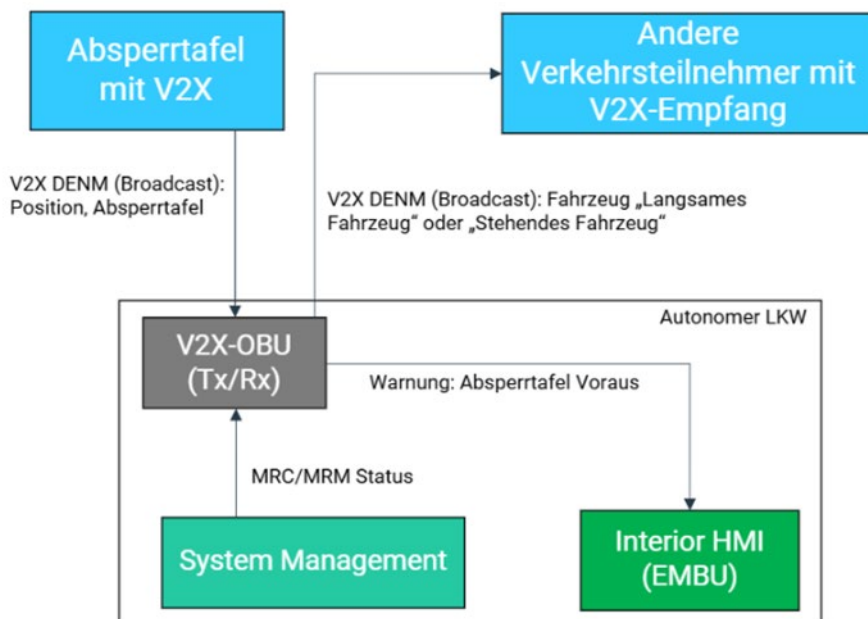 Absperrtafel
mit V2X
Andere
Verkehrsteilnehmer mit
V2X-Empfang
V2X DENM (Broadcast):
Position, Absperrtafel
V2X DENM (Broadcast): Fahrzeug „Langsames
Fahrzeug“ oder „Stehendes Fahrzeug“
Autonomer LKW
V2X-OBU
(Tx/Rx)
Warnung: Absperrtafel Voraus
MRC/MRM Status
System Management
Interior HMI
(EMBU)